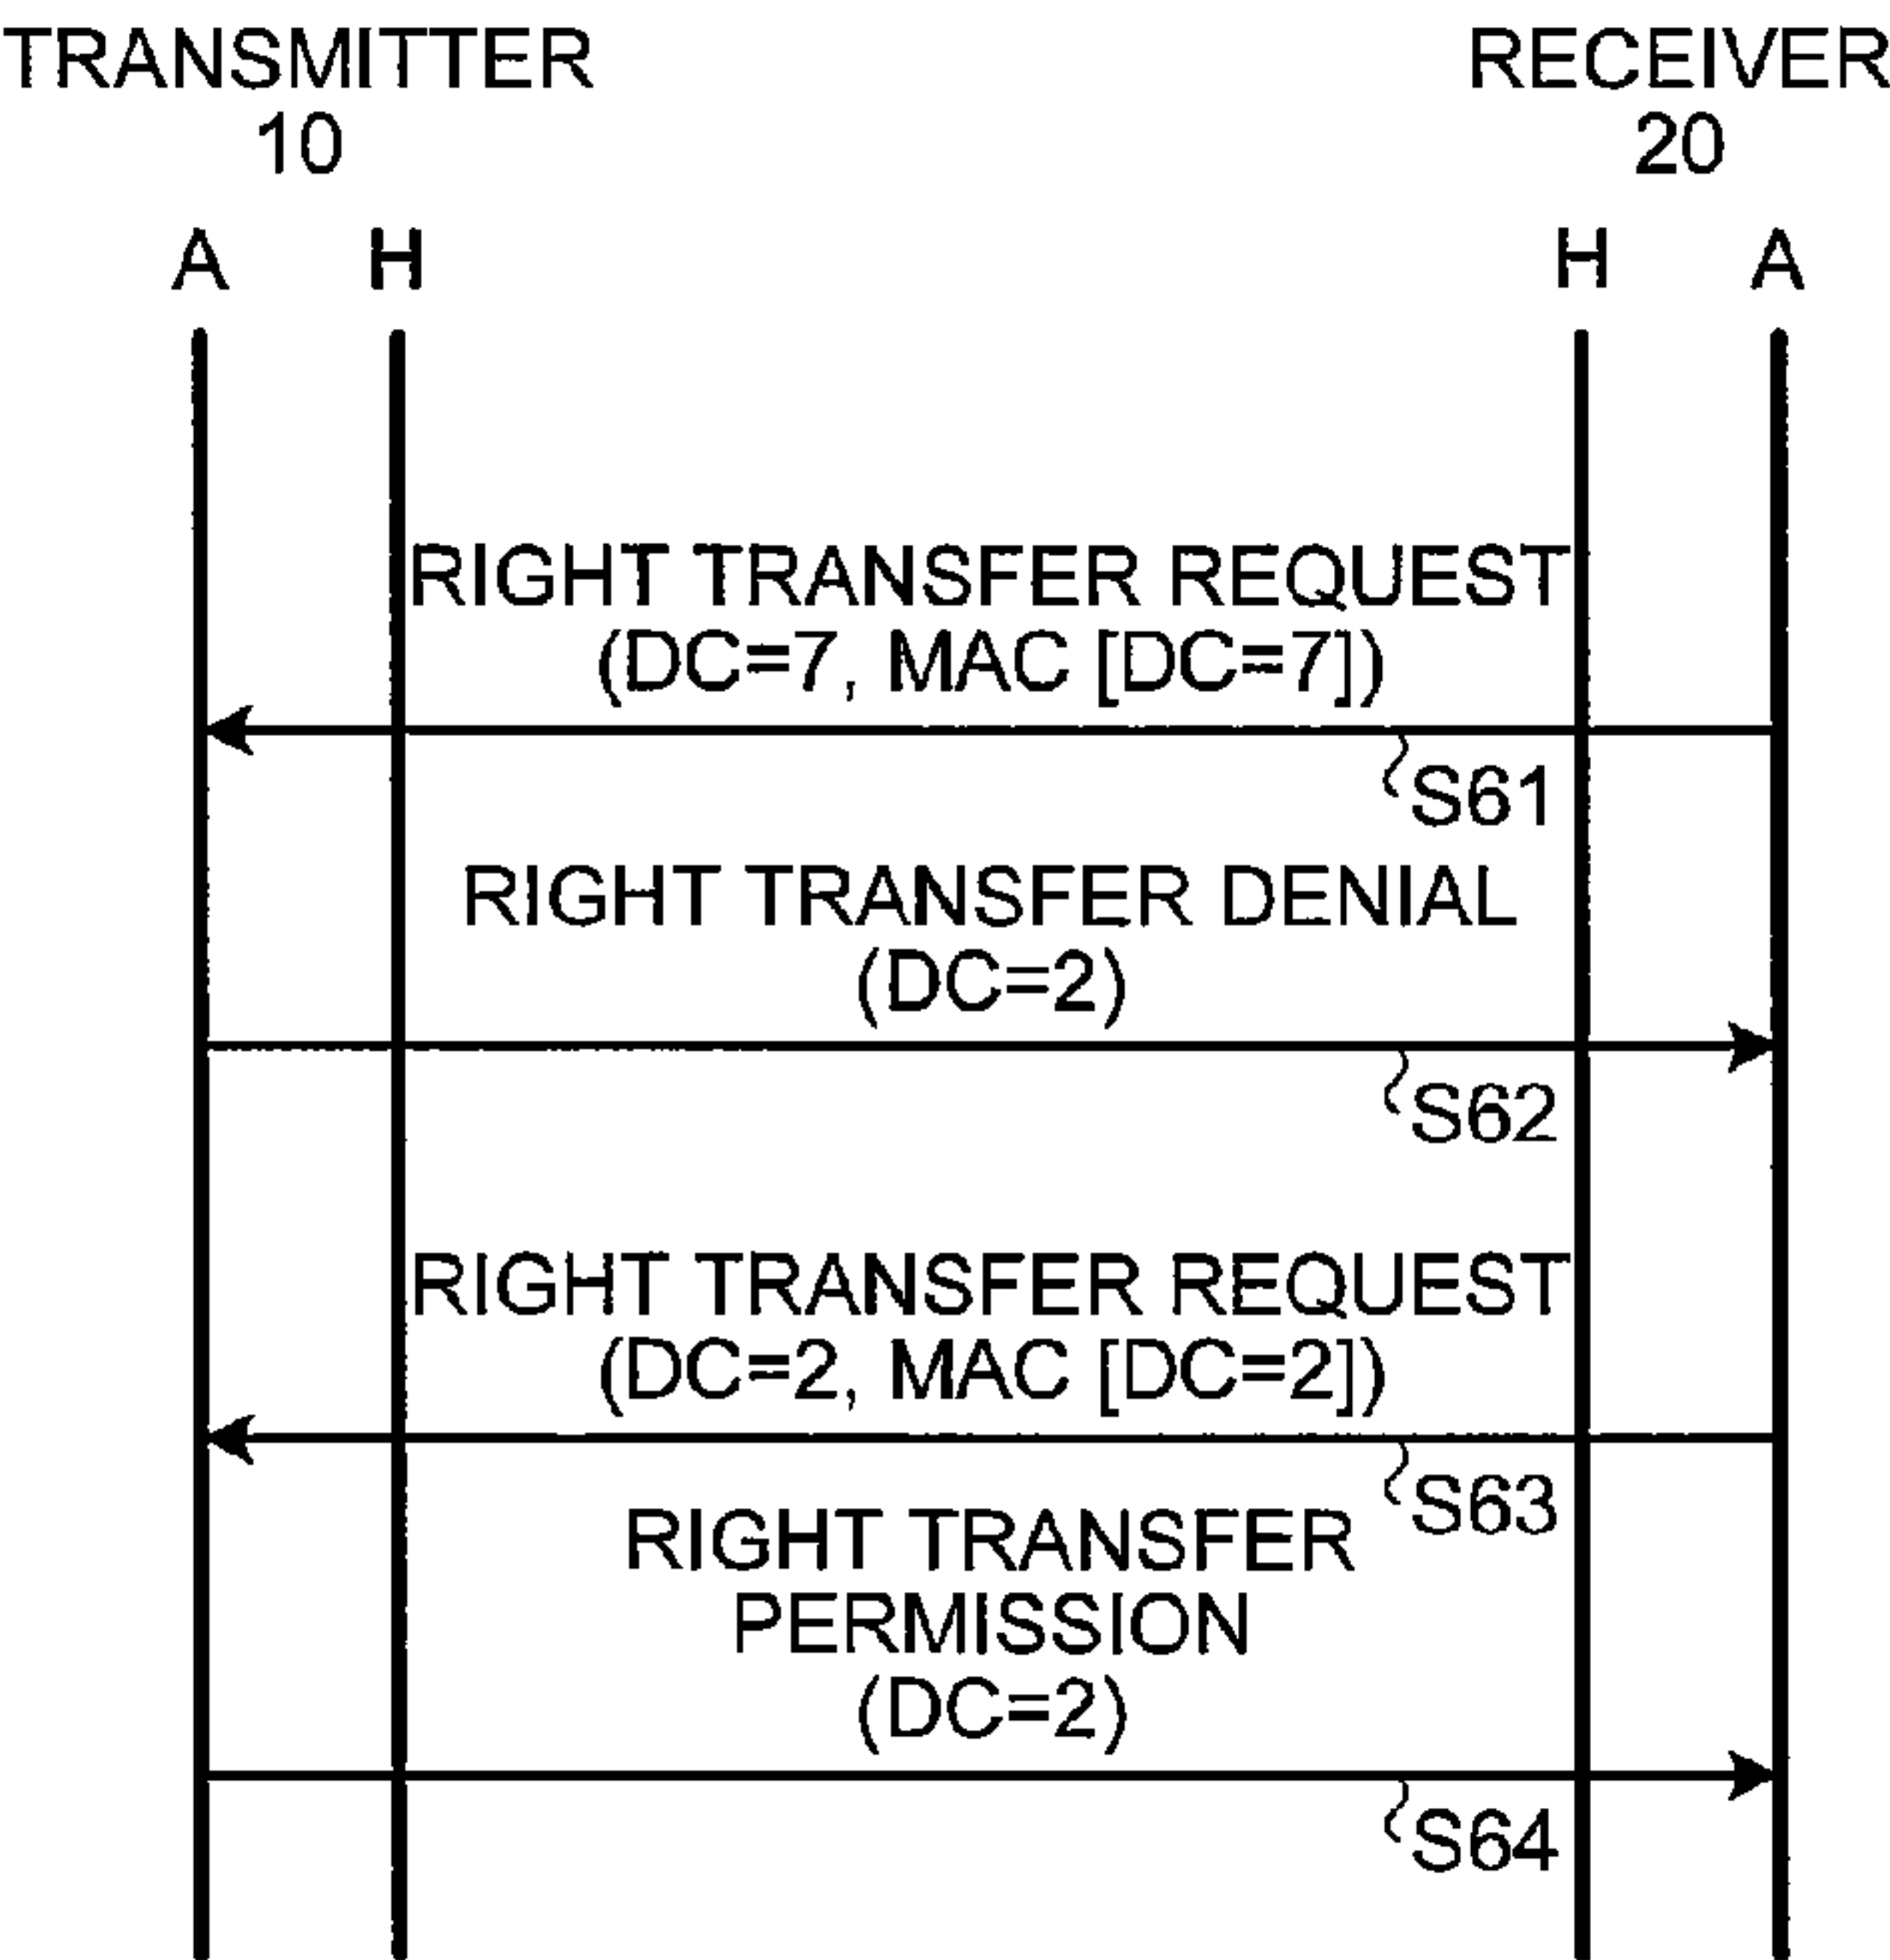 TRANSMITTER
10
RECEIVER
20
A
H
H
A
RIGHT TRANSFER REQUEST
(DC=7, MAC [DC=7])
S61
RIGHT TRANSFER DENIAL
(DC=2)
S62
RIGHT TRANSFER REQUEST
(DC=2, MAC [DC=2])
S63
RIGHT TRANSFER
PERMISSION
(DC=2)
S64